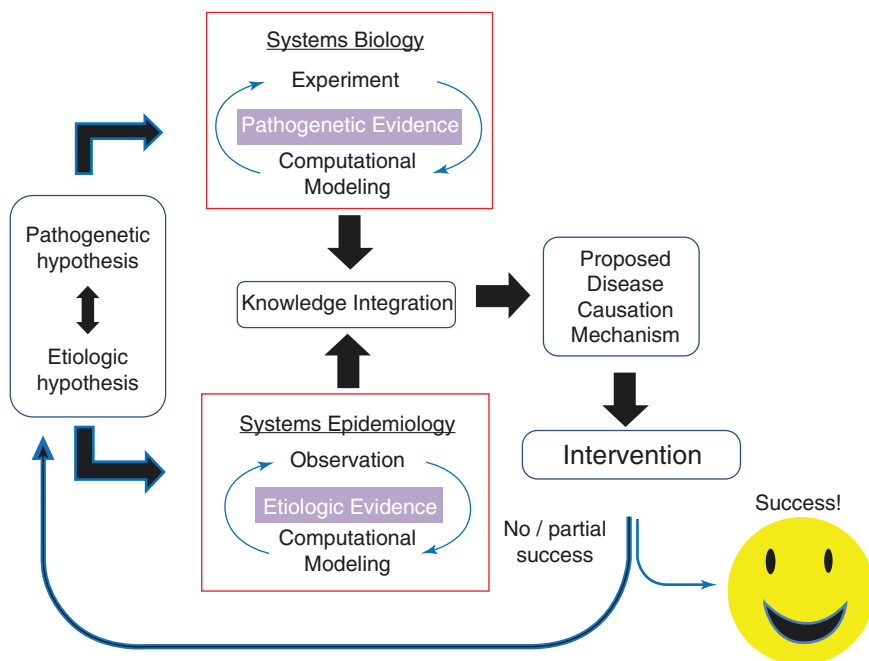 Systems Biology
Experiment
Pathogenetic Evidence
Computational
Modeling
Pathogenetic
hypothesis
Etiologic
hypothesis
Knowledge Integration
Proposed
Disease
Causation
Mechanism
Systems Epidemiology
Observation
Etiologic Evidence
Computational
Modeling
Intervention
No / partial
success
Success!